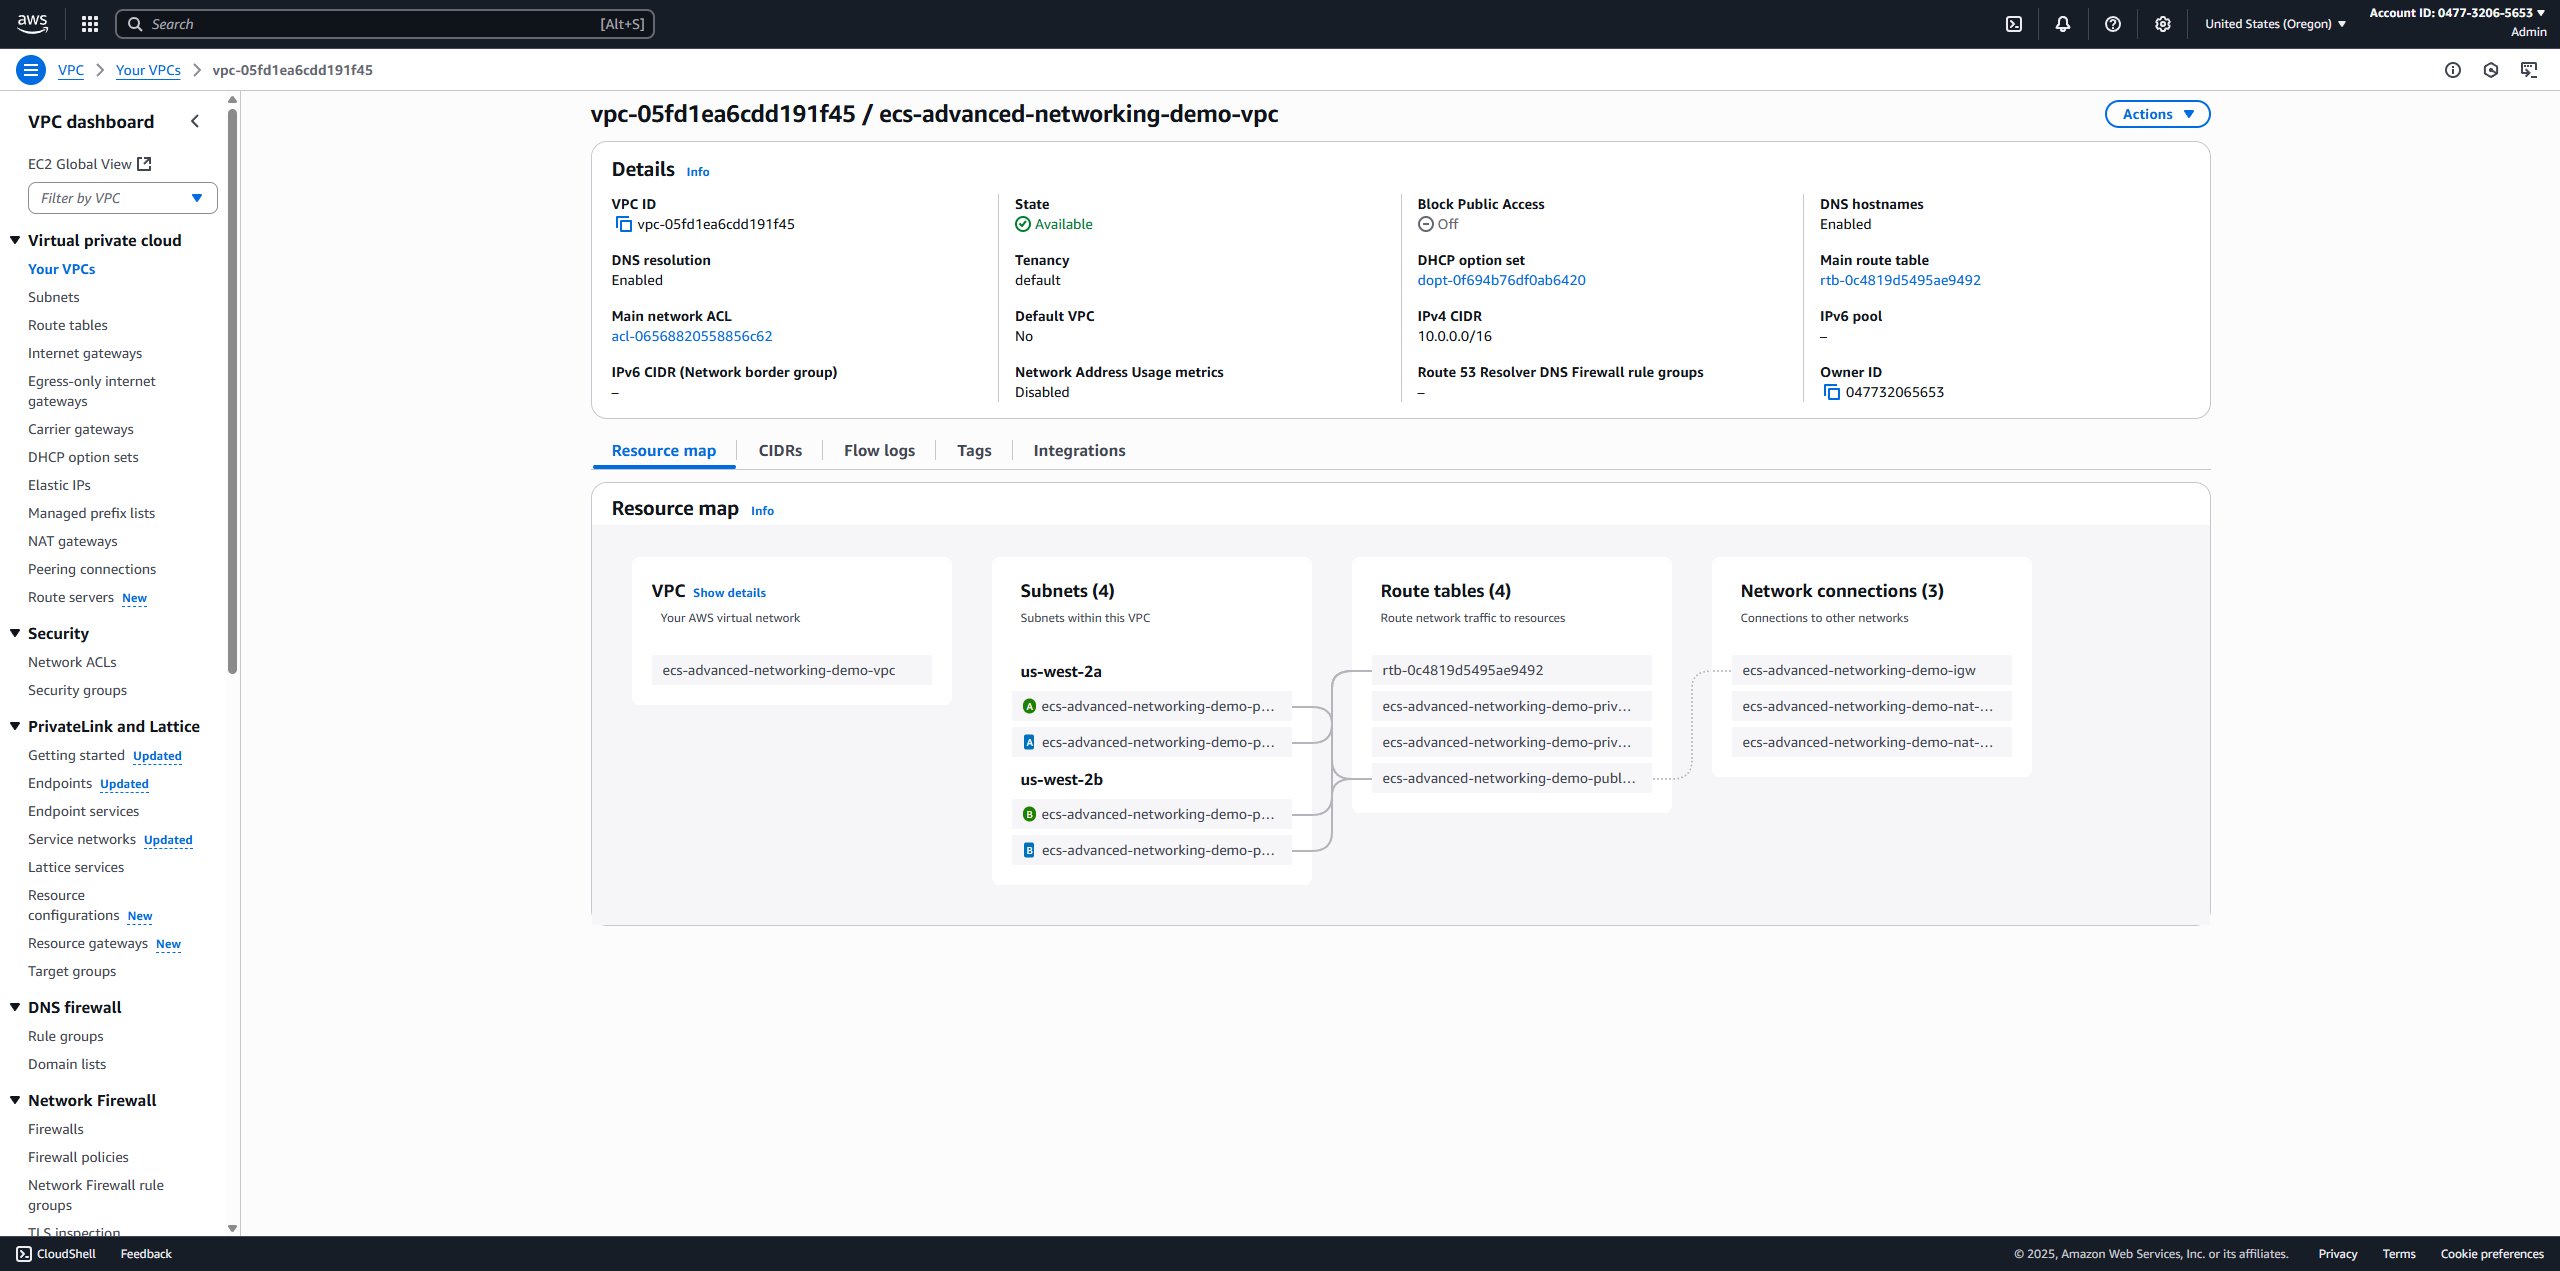 aws
Search [Alt+S]
United States (Oregon)
Account ID: 0477-3206-5653
Admin
VPC
Your VPCs
vpc-05fd1ea6cdd191f45
VPC dashboard
EC2 Global View
Filter by VPC
Virtual private cloud
Your VPCs
Subnets
Route tables
Internet gateways
Egress-only internet
gateways
Carrier gateways
DHCP option sets
Elastic IPs
Managed prefix lists
NAT gateways
Peering connections
Route servers New
Security
Network ACLs
Security groups
PrivateLink and Lattice
Getting started Updated
Endpoints Updated
Endpoint services
Service networks Updated
Lattice services
Resource
configurations New
Resource gateways New
Target groups
DNS firewall
Rule groups
Domain lists
Network Firewall
Firewalls
Firewall policies
Network Firewall rule
groups
TLS inspection
vpc-05fd1ea6cdd191f45 / ecs-advanced-networking-demo-vpc
Actions
Details Info
VPC ID
vpc-05fd1ea6cdd191f45
State
Available
Block Public Access
Off
DNS hostnames
Enabled
DNS resolution
Enabled
Tenancy
default
DHCP option set
dopt-0f694b76df0ab6420
Main route table
rtb-0c4819d5495ae9492
Main network ACL
acl-06568820558856c62
Default VPC
No
IPv4 CIDR
10.0.0.0/16
IPv6 pool
–
IPv6 CIDR (Network border group)
–
Network Address Usage metrics
Disabled
Route 53 Resolver DNS Firewall rule groups
–
Owner ID
047732065653
Resource map
CIDRs
Flow logs
Tags
Integrations
Resource map Info
VPC Show details
Your AWS virtual network
ecs-advanced-networking-demo-vpc
Subnets (4)
Subnets within this VPC
us-west-2a
A ecs-advanced-networking-demo-p...
A ecs-advanced-networking-demo-p...
us-west-2b
B ecs-advanced-networking-demo-p...
B ecs-advanced-networking-demo-p...
Route tables (4)
Route network traffic to resources
rtb-0c4819d5495ae9492
ecs-advanced-networking-demo-priv...
ecs-advanced-networking-demo-priv...
ecs-advanced-networking-demo-publ...
Network connections (3)
Connections to other networks
ecs-advanced-networking-demo-igw
ecs-advanced-networking-demo-nat-...
ecs-advanced-networking-demo-nat-...
CloudShell
Feedback
© 2025, Amazon Web Services, Inc. or its affiliates.
Privacy
Terms
Cookie preferences